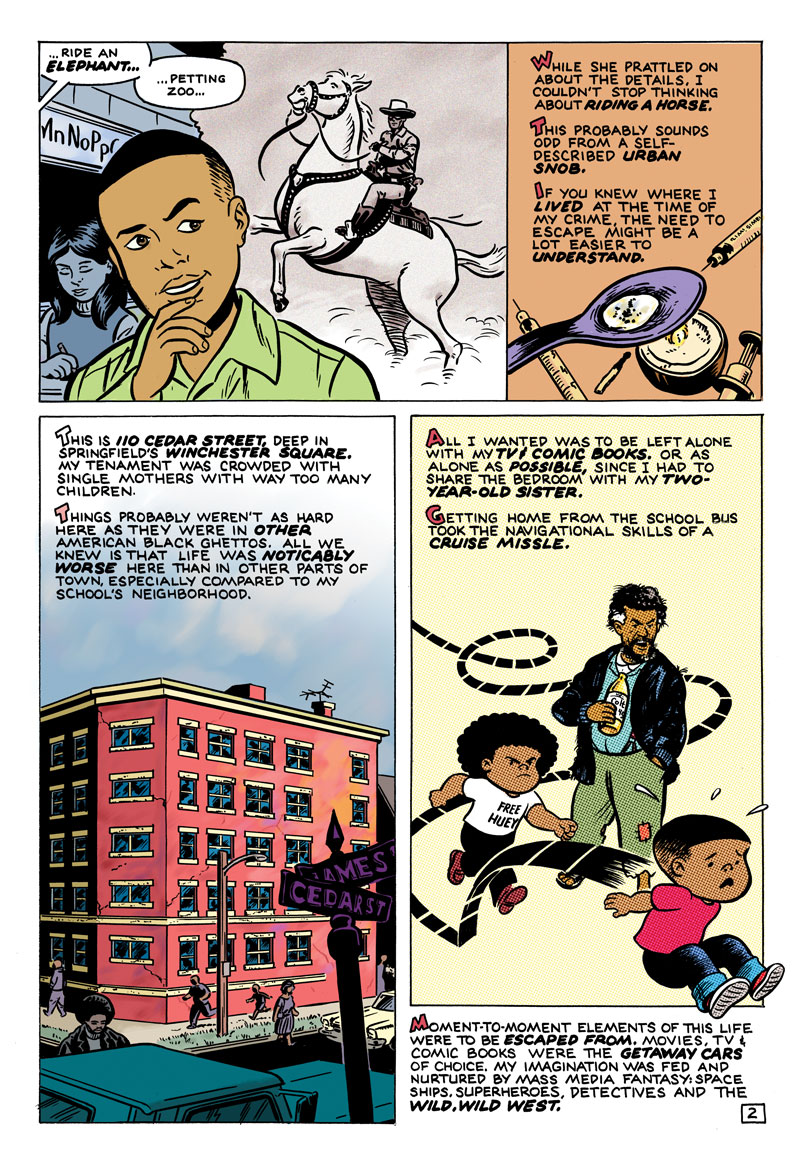 ...RIDE AN
ELEPHANT...
...PETTING
ZOO...
Mn NoPp
WHILE SHE PRATTLED ON
ABOUT THE DETAILS, I
COULDN'T STOP THINKING
ABOUT RIDING A HORSE.
THIS PROBABLY SOUNDS
ODD FROM A SELF-
DESCRIBED URBAN
SNOB.
IF YOU KNEW WHERE I
LIVED AT THE TIME OF
MY CRIME, THE NEED TO
ESCAPE MIGHT BE A
LOT EASIER TO
UNDERSTAND.
THIS IS 110 CEDAR STREET, DEEP IN
SPRINGFIELD'S WINCHESTER SQUARE.
MY TENAMENT WAS CROWDED WITH
SINGLE MOTHERS WITH WAY TOO MANY
CHILDREN.
THINGS PROBABLY WEREN'T AS HARD
HERE AS THEY WERE IN OTHER
AMERICAN BLACK GHETTOS. ALL WE
KNEW IS THAT LIFE WAS NOTICABLY
WORSE HERE THAN IN OTHER PARTS OF
TOWN, ESPECIALLY COMPARED TO MY
SCHOOL'S NEIGHBORHOOD.
JAMES
CEDAR ST
ALL I WANTED WAS TO BE LEFT ALONE
WITH MY TV & COMIC BOOKS. OR AS
ALONE AS POSSIBLE, SINCE I HAD TO
SHARE THE BEDROOM WITH MY TWO-
YEAR-OLD SISTER.
GETTING HOME FROM THE SCHOOL BUS
TOOK THE NAVIGATIONAL SKILLS OF A
CRUISE MISSLE.
FREE
HUEY
MOMENT-TO-MOMENT ELEMENTS OF THIS LIFE
WERE TO BE ESCAPED FROM. MOVIES, TV &
COMIC BOOKS WERE THE GETAWAY CARS
OF CHOICE. MY IMAGINATION WAS FED AND
NURTURED BY MASS MEDIA FANTASY: SPACE
SHIPS, SUPERHEROES, DETECTIVES AND THE
WILD, WILD WEST.
2